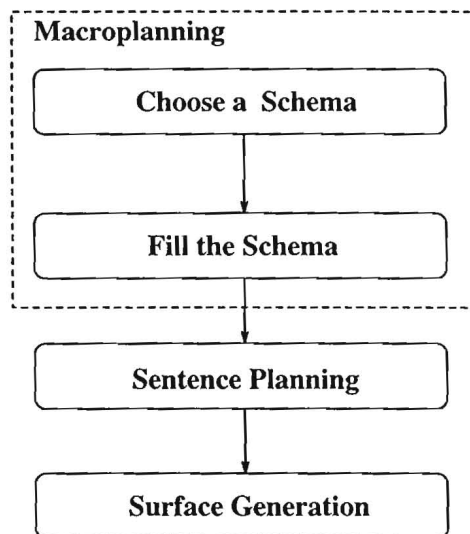 Macroplanning
Choose a Schema
Fill the Schema
Sentence Planning
Surface Generation